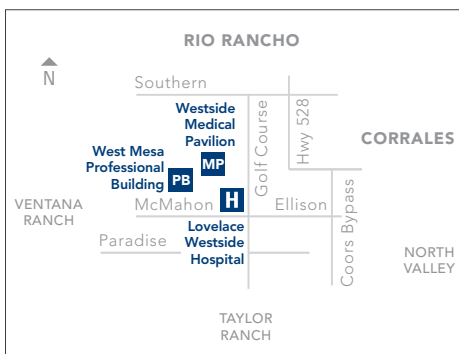 RIO RANCHO
N
Southern
Westside
Medical
Pavilion
MP
Golf Course
Hwy 528
CORRALES
West Mesa
Professional
Building
PB
VENTANA
RANCH
McMahon
H
Ellison
Coors Bypass
Lovelace
Westside
Hospital
Paradise
NORTH
VALLEY
TAYLOR
RANCH